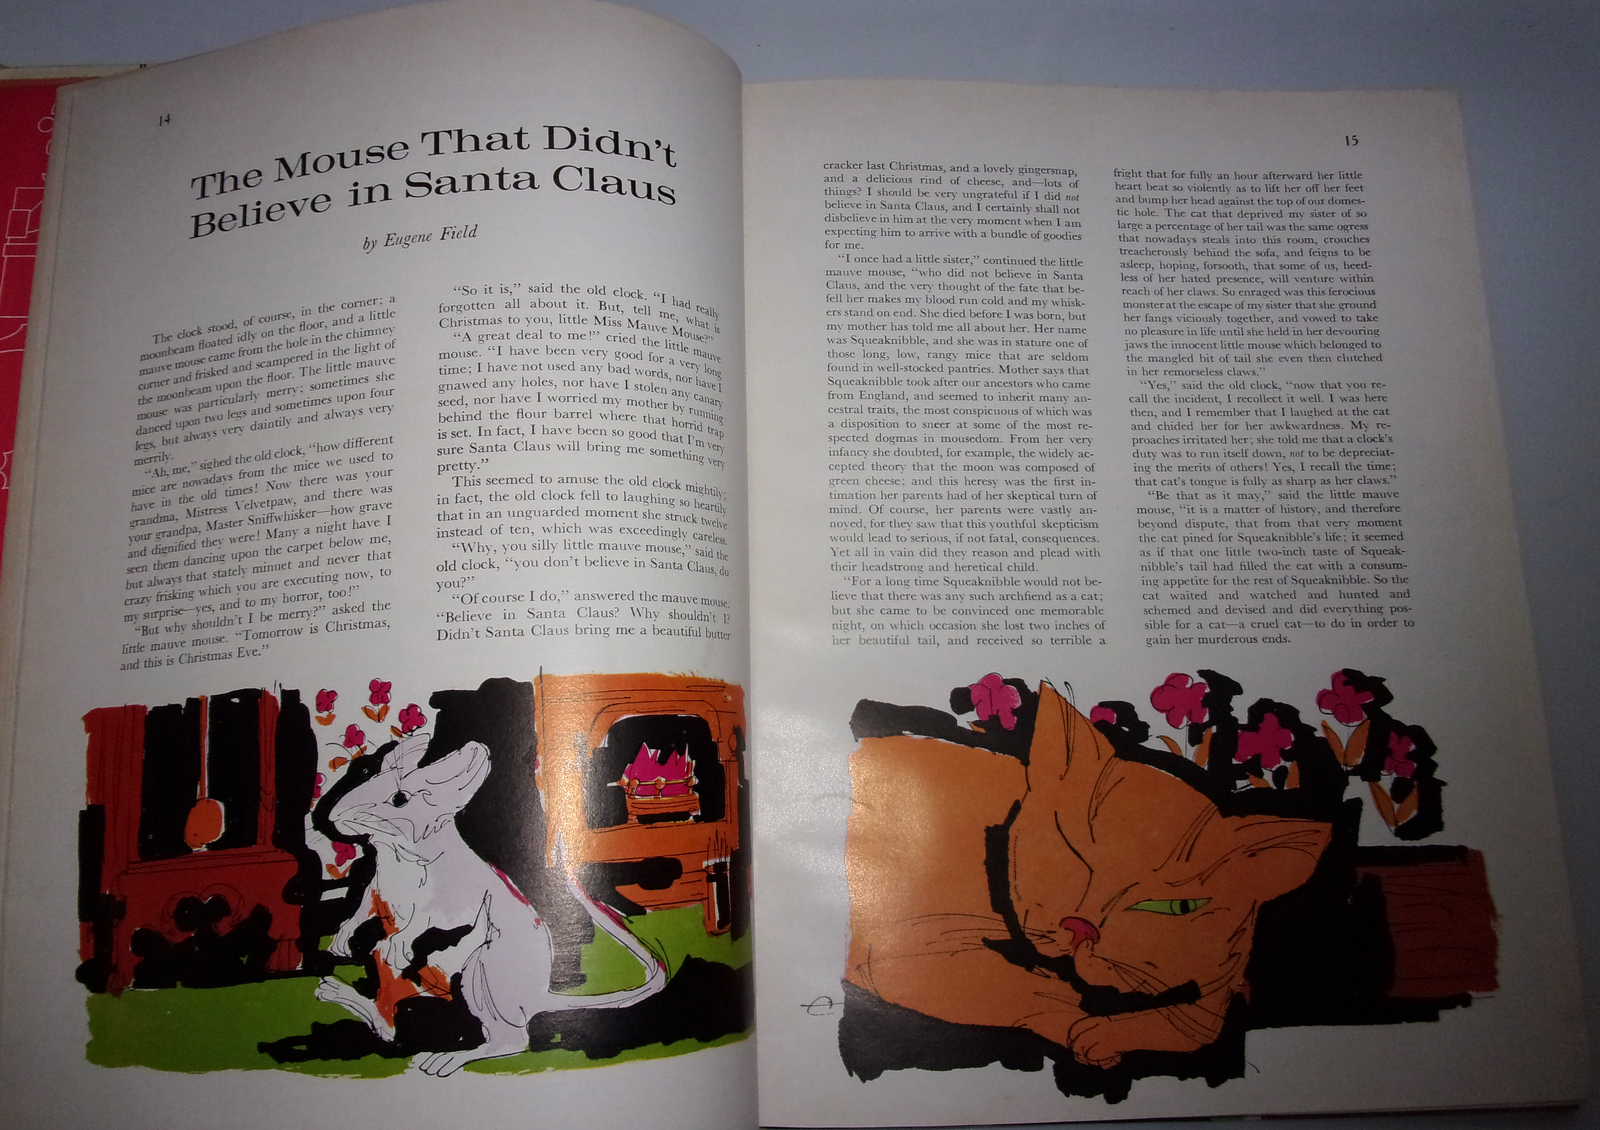 14
The Mouse That Didn't
Believe in Santa Claus
by Eugene Field
The clock stood, of course, in the corner; a
moonbeam floated idly on the floor, and a little
mauve mouse came from the hole in the chimney
corner and frisked and scampered in the light of
the moonbeam upon the floor. The little mauve
mouse was particularly merry; sometimes she
danced upon two legs and sometimes upon four
legs, but always very daintily and always very
merrily.
"Ah, me," sighed the old clock, "how different
mice are nowadays from the mice we used to
have in the old times! Now there was your
grandma, Mistress Velvetpaw, and there was
your grandpa, Master Sniffwhisker—how grave
and dignified they were! Many a night have I
seen them dancing upon the carpet below me,
but always that stately minuet and never that
crazy frisking which you are executing now, to
my surprise—yes, and to my horror, too!"
"But why shouldn't I be merry?" asked the
little mauve mouse. "Tomorrow is Christmas,
and this is Christmas Eve."
"So it is," said the old clock. "I had really
forgotten all about it. But, tell me, what is
Christmas to you, little Miss Mauve Mouse?"
"A great deal to me!" cried the little mauve
mouse. "I have been very good for a very long
time; I have not used any bad words, nor have I
gnawed any holes, nor have I stolen any canary
seed, nor have I worried my mother by running
behind the flour barrel where that horrid trap
is set. In fact, I have been so good that I'm very
sure Santa Claus will bring me something very
pretty."
This seemed to amuse the old clock mightily;
in fact, the old clock fell to laughing so heartily
that in an unguarded moment she struck twelve
instead of ten, which was exceedingly careless.
"Why, you silly little mauve mouse," said the
old clock, "you don't believe in Santa Claus, do
you?"
"Of course I do," answered the mauve mouse.
"Believe in Santa Claus? Why shouldn't I?
Didn't Santa Claus bring me a beautiful butter
15
cracker last Christmas, and a lovely gingersnap,
and a delicious rind of cheese, and—lots of
things? I should be very ungrateful if I did not
believe in Santa Claus, and I certainly shall not
disbelieve in him at the very moment when I am
expecting him to arrive with a bundle of goodies
for me.
"I once had a little sister," continued the little
mauve mouse, "who did not believe in Santa
Claus, and the very thought of the fate that be-
fell her makes my blood run cold and my whisk-
ers stand on end. She died before I was born, but
my mother has told me all about her. Her name
was Squeaknibble, and she was in stature one of
those long, low, rangy mice that are seldom
found in well-stocked pantries. Mother says that
Squeaknibble took after our ancestors who came
from England, and seemed to inherit many an-
cestral traits, the most conspicuous of which was
a disposition to sneer at some of the most re-
spected dogmas in mousedom. From her very
infancy she doubted, for example, the widely ac-
cepted theory that the moon was composed of
green cheese; and this heresy was the first in-
timation her parents had of her skeptical turn of
mind. Of course, her parents were vastly an-
noyed, for they saw that this youthful skepticism
would lead to serious, if not fatal, consequences.
Yet all in vain did they reason and plead with
their headstrong and heretical child.
"For a long time Squeaknibble would not be-
lieve that there was any such archfiend as a cat;
but she came to be convinced one memorable
night, on which occasion she lost two inches of
her beautiful tail, and received so terrible a
fright that for fully an hour afterward her little
heart beat so violently as to lift her off her feet
and bump her head against the top of our domes-
tic hole. The cat that deprived my sister of so
large a percentage of her tail was the same ogress
that nowadays steals into this room, crouches
treacherously behind the sofa, and feigns to be
asleep, hoping, forsooth, that some of us, heed-
less of her hated presence, will venture within
reach of her claws. So enraged was this ferocious
monster at the escape of my sister that she ground
her fangs viciously together, and vowed to take
no pleasure in life until she held in her devouring
jaws the innocent little mouse which belonged to
the mangled bit of tail she even then clutched
in her remorseless claws."
"Yes," said the old clock, "now that you re-
call the incident, I recollect it well. I was here
then, and I remember that I laughed at the cat
and chided her for her awkwardness. My re-
proaches irritated her; she told me that a clock's
duty was to run itself down, not to be depreciat-
ing the merits of others! Yes, I recall the time;
that cat's tongue is fully as sharp as her claws."
"Be that as it may," said the little mauve
mouse, "it is a matter of history, and therefore
beyond dispute, that from that very moment
the cat pined for Squeaknibble's life; it seemed
as if that one little two-inch taste of Squeak-
nibble's tail had filled the cat with a consum-
ing appetite for the rest of Squeaknibble. So the
cat waited and watched and hunted and
schemed and devised and did everything pos-
sible for a cat—a cruel cat—to do in order to
gain her murderous ends.